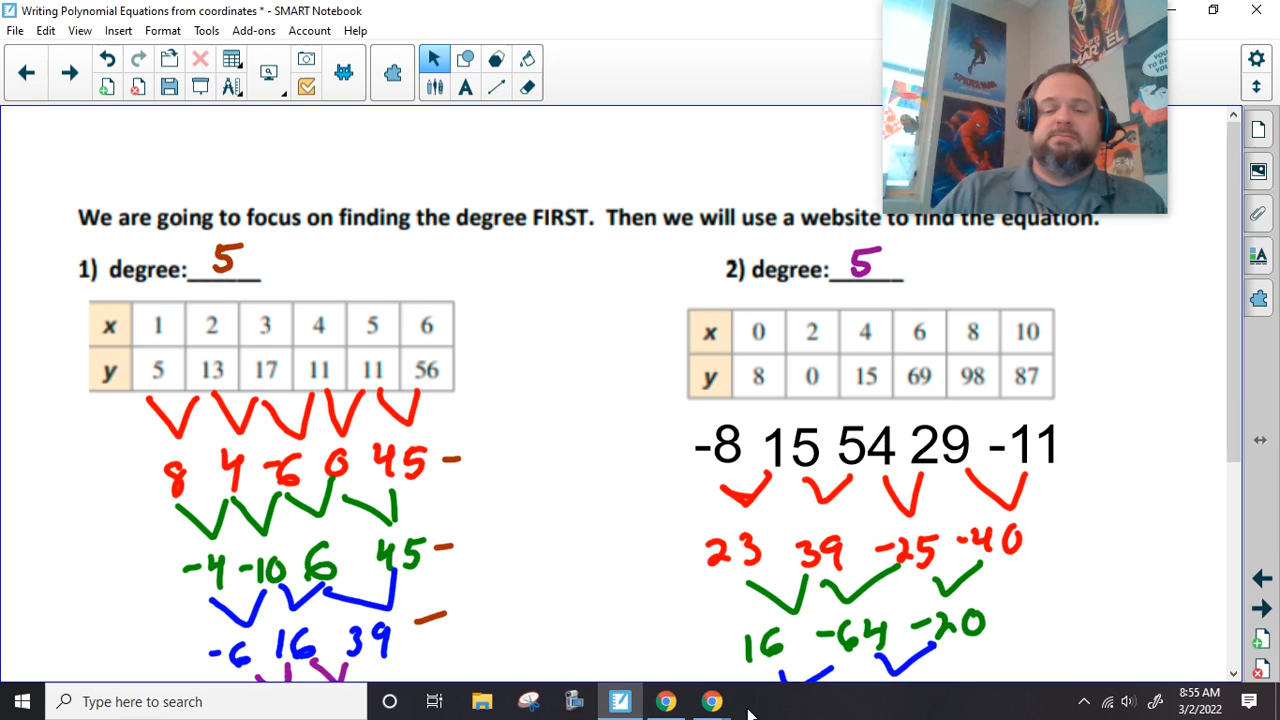 Writing Polynomial Equations from coordinates * - SMART Notebook
File Edit View Insert Format Tools Add-ons Account Help
SPIDER-MAN
CAPTAIN MARVEL
We are going to focus on finding the degree FIRST. Then we will use a website to find the equation.
1) degree: 5
2) degree: 5
x 1 2 3 4 5 6
y 5 13 17 11 11 56
x 0 2 4 6 8 10
y 8 0 15 69 98 87
8 4 -6 0 45 -
-4 -10 6 45 -
-6 16 39 -
-8 15 54 29 -11
23 39 -25 -40
16 -64 -20
Type here to search
8:55 AM
3/2/2022